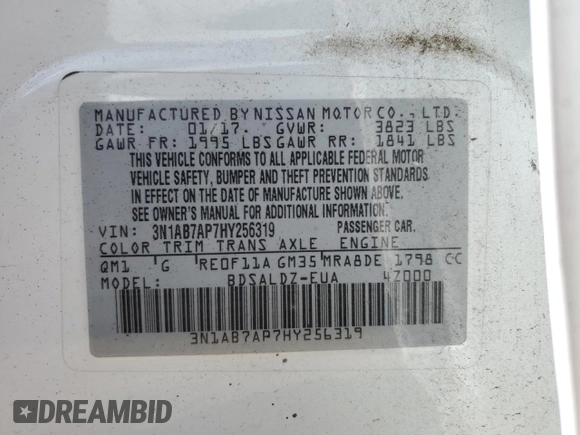 MANUFACTURED BY NISSAN MOTOR CO., LTD.
DATE: 01/17. GVWR: 3823 LBS
GAWR FR: 1995 LBS GAWR RR: 1841 LBS
THIS VEHICLE CONFORMS TO ALL APPLICABLE FEDERAL MOTOR
VEHICLE SAFETY, BUMPER AND THEFT PREVENTION STANDARDS
IN EFFECT ON THE DATE OF MANUFACTURE SHOWN ABOVE.
SEE OWNER'S MANUAL FOR ADDITIONAL INFORMATION.
VIN: 3N1AB7AP7HY256319 PASSENGER CAR.
COLOR TRIM TRANS AXLE ENGINE
QM1 'G RE0F11A GM35 MRA8DE 1798 CC
MODEL: BDSALDZ-EUA 4Z000
3N1AB7AP7HY256319
DREAMBID